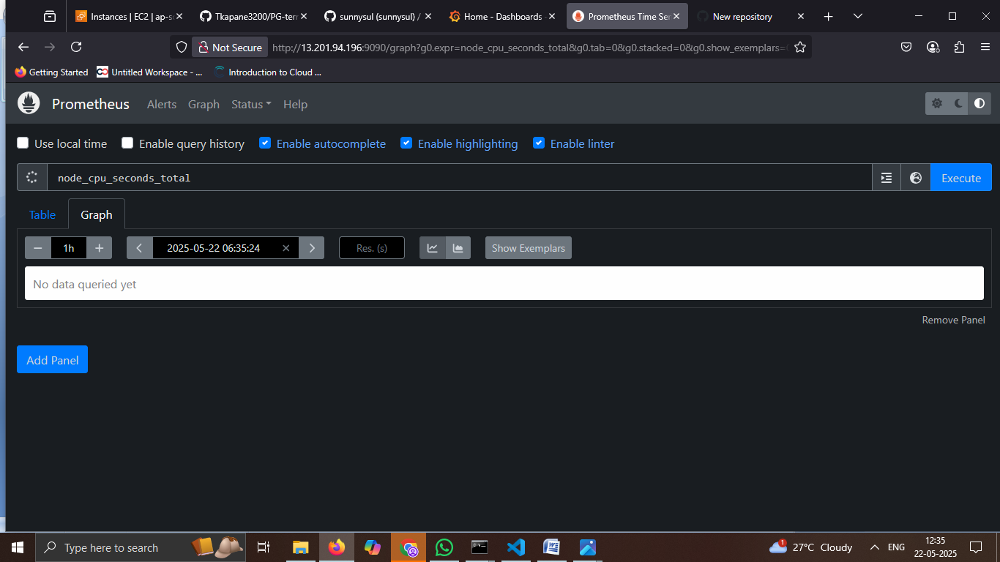 Instances | EC2 | ap-s
Tkapane3200/PG-terr
sunnysul (sunnysul) /
Home - Dashboards -
Prometheus Time Ser
New repository
Not Secure
http://13.201.94.196:9090/graph?g0.expr=node_cpu_seconds_total&g0.tab=0&g0.stacked=0&g0.show_exemplars=0
Getting Started
Untitled Workspace - ...
Introduction to Cloud ...
Prometheus
Alerts
Graph
Status
Help
Use local time
Enable query history
Enable autocomplete
Enable highlighting
Enable linter
node_cpu_seconds_total
Execute
Table
Graph
1h
2025-05-22 06:35:24
Res. (s)
Show Exemplars
No data queried yet
Remove Panel
Add Panel
Type here to search
1
27°C Cloudy
ENG
12:35
22-05-2025